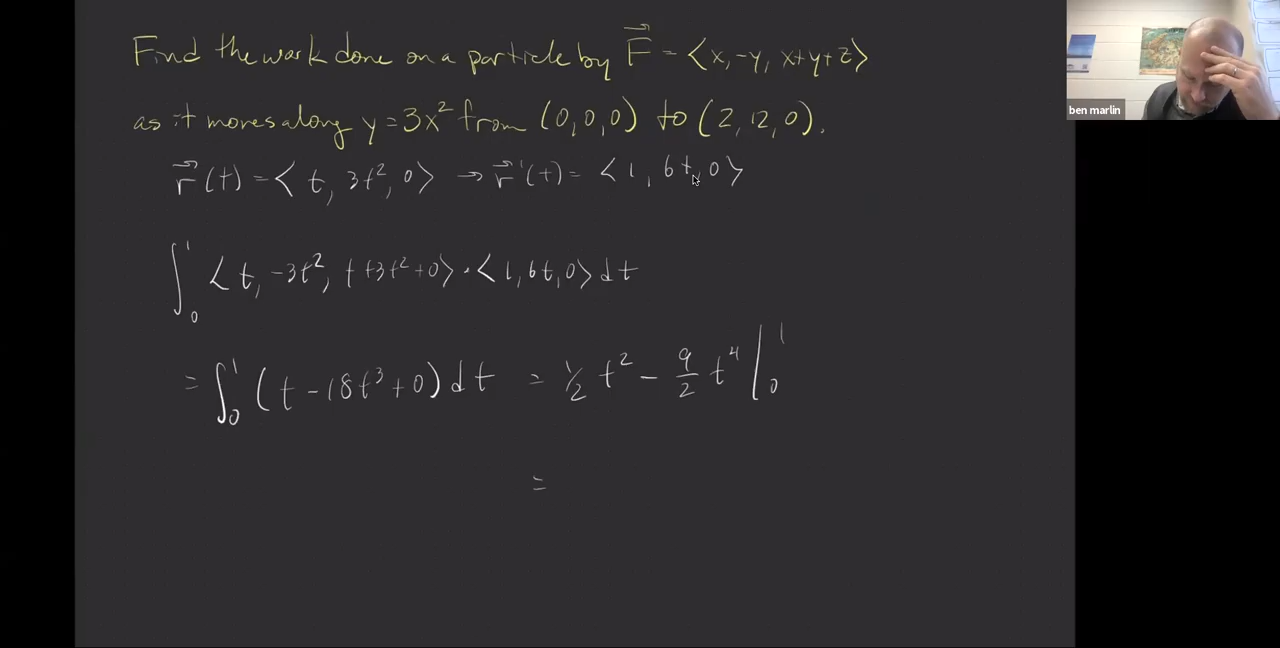 Find the work done on a particle by F⃗ = ⟨x, -y, x+y+z⟩
as it moves along y = 3x² from (0,0,0) to (2,12,0).
r⃗(t) = ⟨t, 3t², 0⟩ → r⃗'(t) = ⟨1, 6t, 0⟩
∫₀¹ ⟨t, -3t², t+3t²+0⟩ · ⟨1, 6t, 0⟩ dt
= ∫₀¹ (t - 18t³ + 0) dt = ½ t² - 9/2 t⁴ |₀¹
=
ben marlin